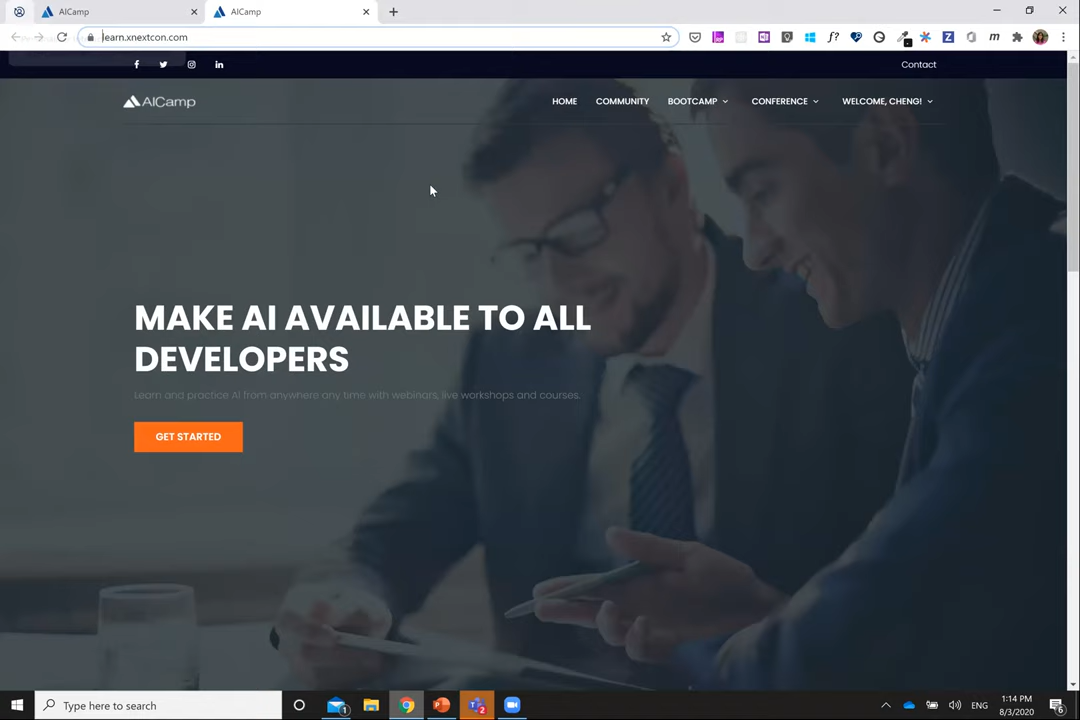 AICamp
AICamp
learn.xnextcon.com
Contact
AICamp
HOME
COMMUNITY
BOOTCAMP
CONFERENCE
WELCOME, CHENG!
MAKE AI AVAILABLE TO ALL
DEVELOPERS
Learn and practice AI from anywhere any time with webinars, live workshops and courses.
GET STARTED
Type here to search
ENG
1:14 PM
8/3/2020